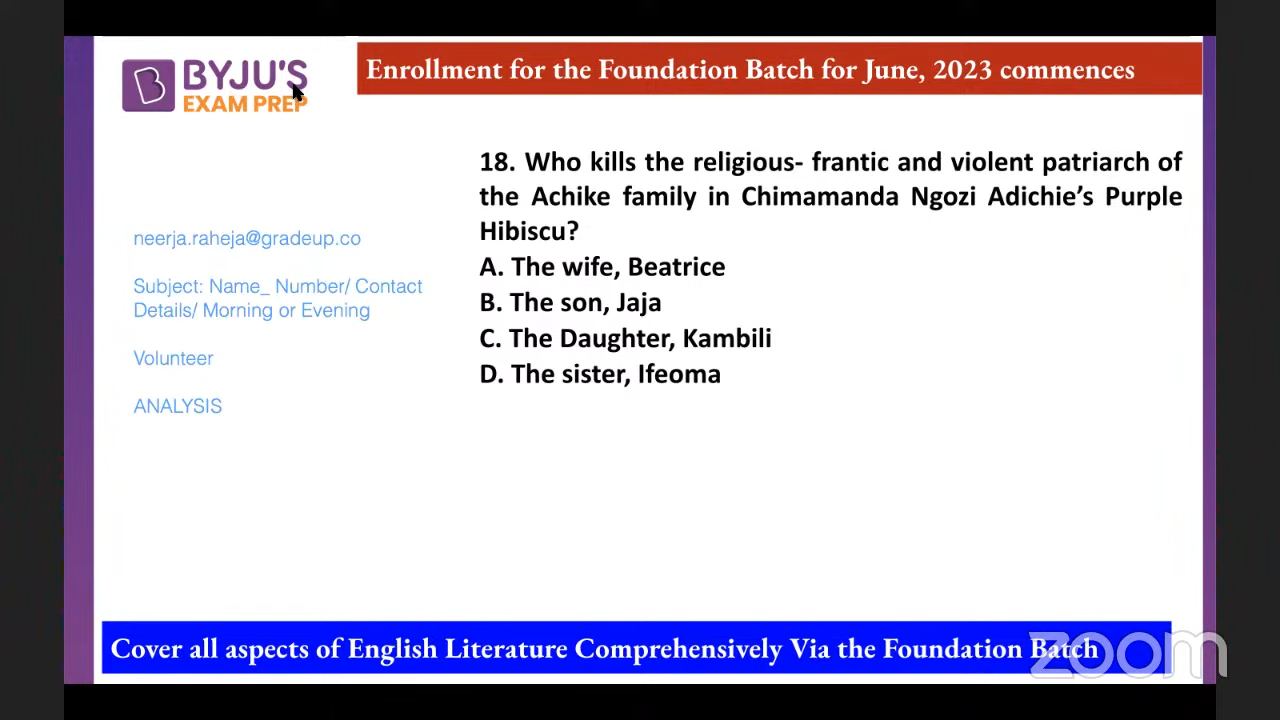 BYJU'S
EXAM PREP
Enrollment for the Foundation Batch for June, 2023 commences
neerja.raheja@gradeup.co
Subject: Name_ Number/ Contact
Details/ Morning or Evening
Volunteer
ANALYSIS
18. Who kills the religious- frantic and violent patriarch of
the Achike family in Chimamanda Ngozi Adichie’s Purple
Hibiscu?
A. The wife, Beatrice
B. The son, Jaja
C. The Daughter, Kambili
D. The sister, Ifeoma
Cover all aspects of English Literature Comprehensively Via the Foundation Batch
zoom